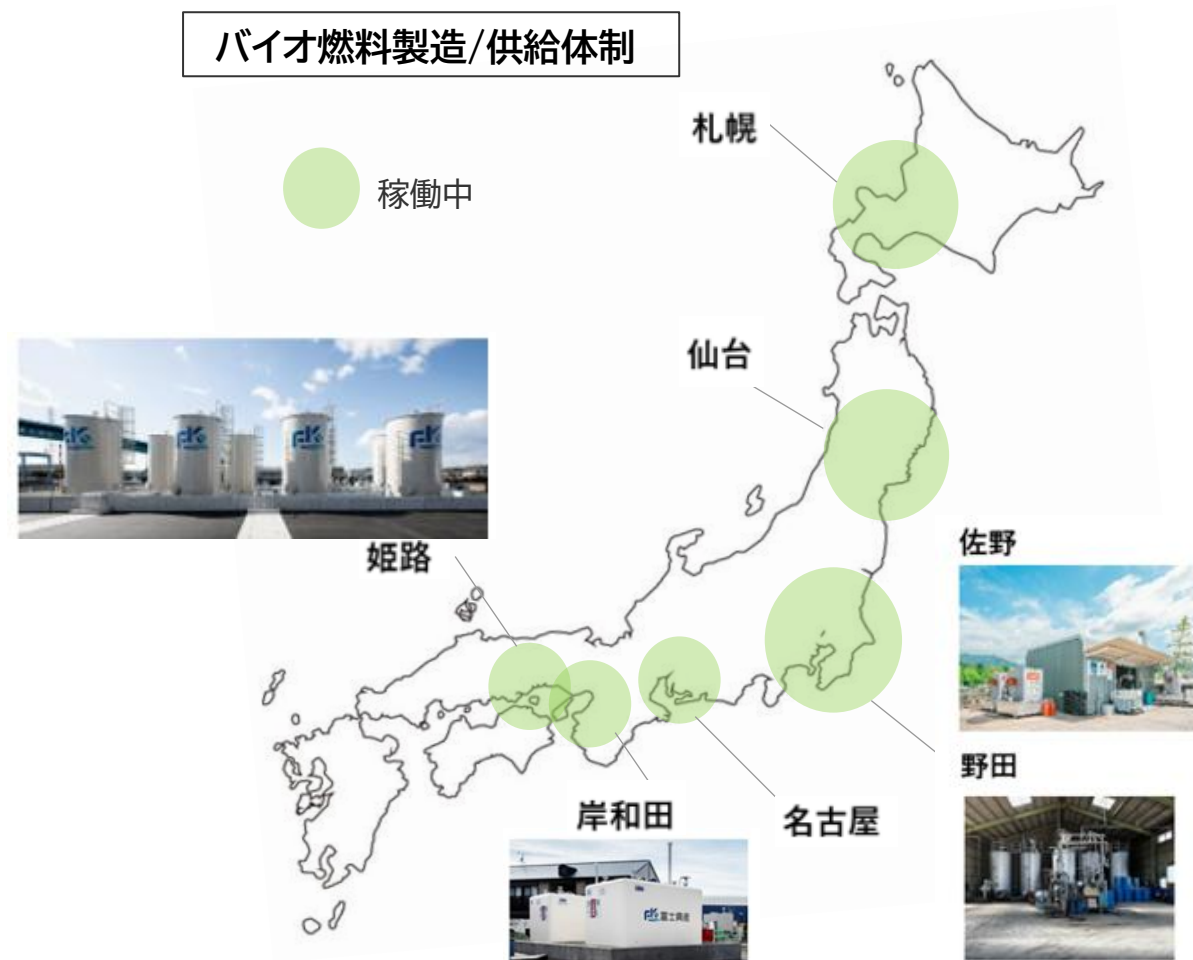 バイオ燃料製造/供給体制
稼働中
札幌
仙台
姫路
佐野
野田
岸和田
名古屋
富士興産